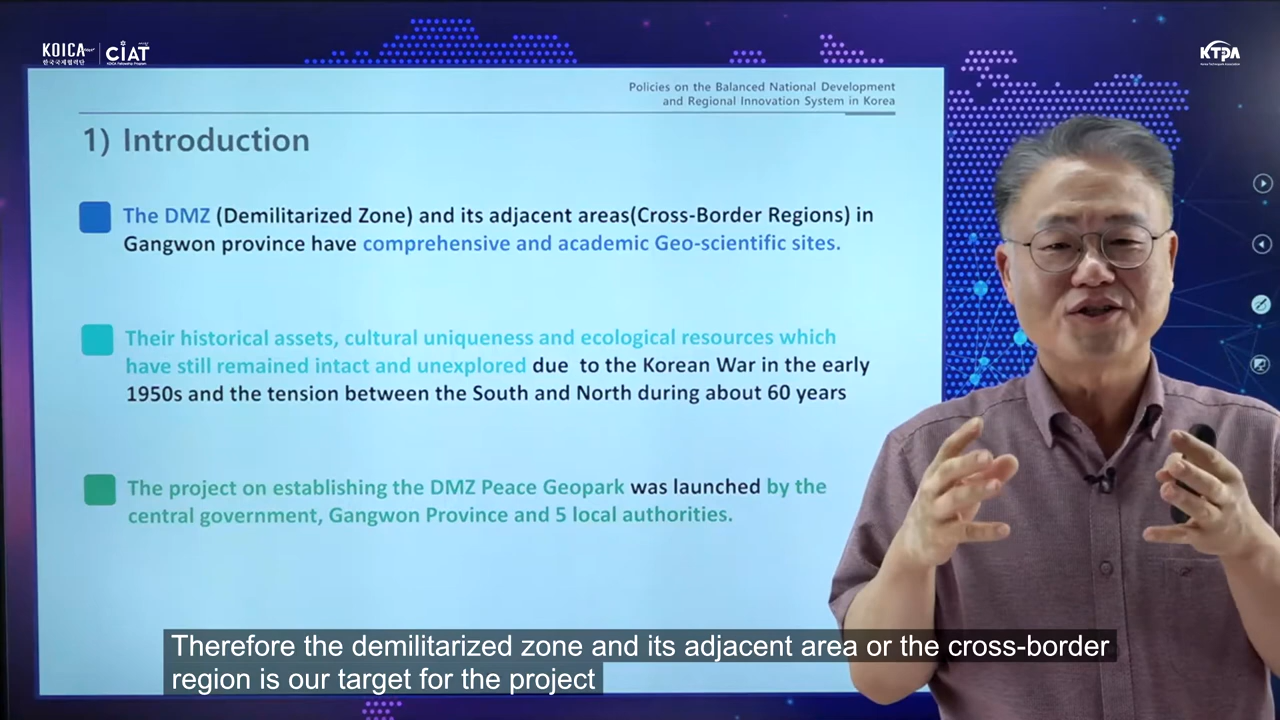 KOICA
한국국제협력단
CIAT
KOICA Fellowship Program
KTPA
Korea Technopark Association
Policies on the Balanced National Development
and Regional Innovation System in Korea
1) Introduction
The DMZ (Demilitarized Zone) and its adjacent areas(Cross-Border Regions) in
Gangwon province have comprehensive and academic Geo-scientific sites.
Their historical assets, cultural uniqueness and ecological resources which
have still remained intact and unexplored due to the Korean War in the early
1950s and the tension between the South and North during about 60 years
The project on establishing the DMZ Peace Geopark was launched by the
central government, Gangwon Province and 5 local authorities.
Therefore the demilitarized zone and its adjacent area or the cross-border
region is our target for the project